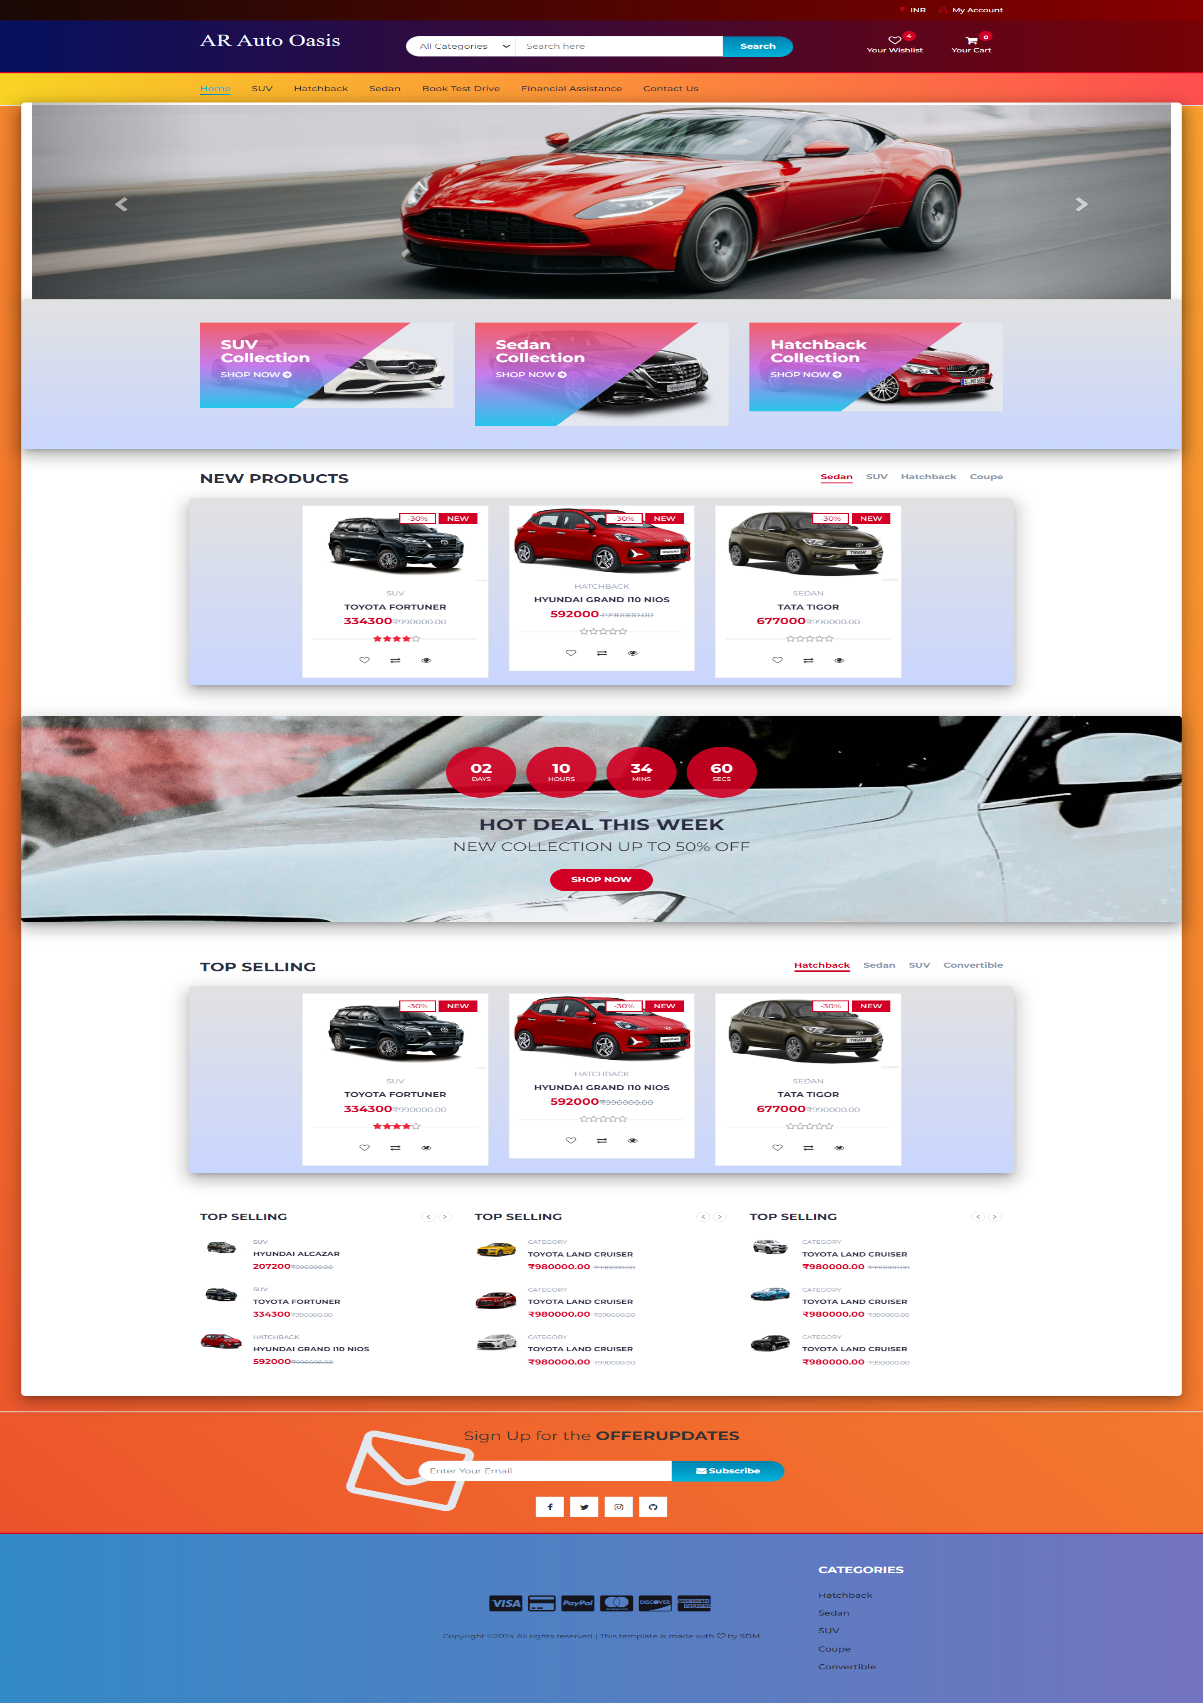 INR My Account
AR Auto Oasis
All Categories Search here Search
4
Your Wishlist
0
Your Cart
Home SUV Hatchback Sedan Book Test Drive Financial Assistance Contact Us
SUV
Collection
SHOP NOW
Sedan
Collection
SHOP NOW
Hatchback
Collection
SHOP NOW
NEW PRODUCTS
Sedan SUV Hatchback Coupe
-30% NEW
SUV
TOYOTA FORTUNER
334300₹990000.00
-30% NEW
HATCHBACK
HYUNDAI GRAND I10 NIOS
592000₹990000.00
-30% NEW
SEDAN
TATA TIGOR
677000₹990000.00
02 DAYS
10 HOURS
34 MINS
60 SECS
HOT DEAL THIS WEEK
NEW COLLECTION UP TO 50% OFF
SHOP NOW
TOP SELLING
Hatchback Sedan SUV Convertible
-30% NEW
SUV
TOYOTA FORTUNER
334300₹990000.00
-30% NEW
HATCHBACK
HYUNDAI GRAND I10 NIOS
592000₹990000.00
-30% NEW
SEDAN
TATA TIGOR
677000₹990000.00
TOP SELLING
SUV
HYUNDAI ALCAZAR
207200₹990000.00
SUV
TOYOTA FORTUNER
334300₹990000.00
HATCHBACK
HYUNDAI GRAND I10 NIOS
592000₹990000.00
TOP SELLING
CATEGORY
TOYOTA LAND CRUISER
₹980000.00 ₹990000.00
CATEGORY
TOYOTA LAND CRUISER
₹980000.00 ₹990000.00
CATEGORY
TOYOTA LAND CRUISER
₹980000.00 ₹990000.00
TOP SELLING
CATEGORY
TOYOTA LAND CRUISER
₹980000.00 ₹990000.00
CATEGORY
TOYOTA LAND CRUISER
₹980000.00 ₹990000.00
CATEGORY
TOYOTA LAND CRUISER
₹980000.00 ₹990000.00
Sign Up for the OFFERUPDATES
Enter Your Email Subscribe
VISA PayPal DISCOVER
Copyright ©2024 All rights reserved | This template is made with ♡ by SDM
CATEGORIES
Hatchback
Sedan
SUV
Coupe
Convertible